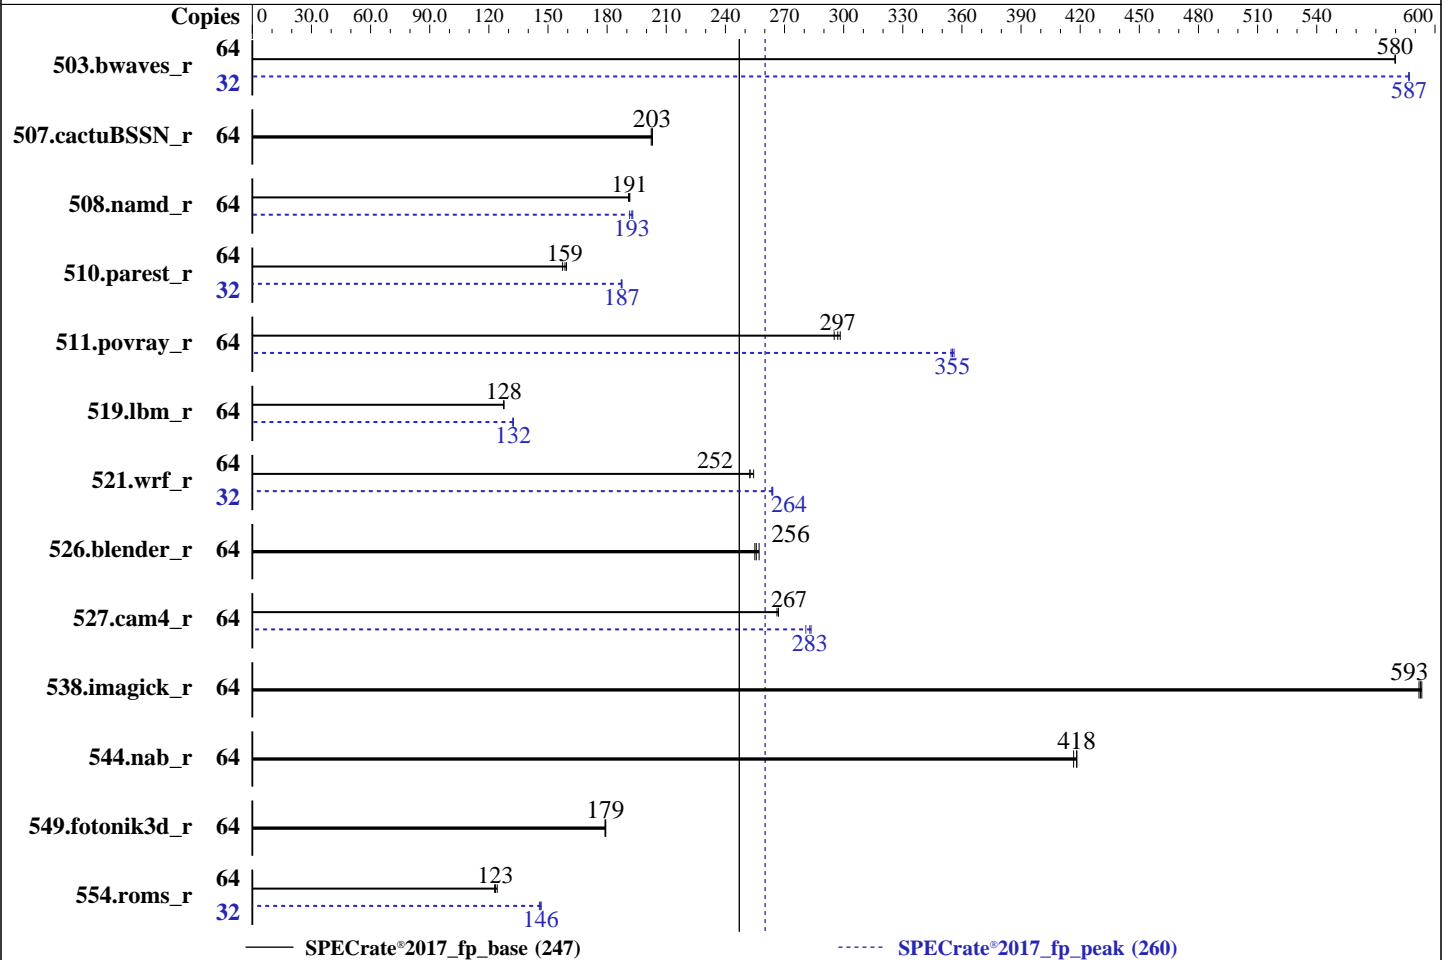 Copies 0 30.0 60.0 90.0 120 150 180 210 240 270 300 330 360 390 420 450 480 510 540 600
503.bwaves_r 64 580
32 587
507.cactuBSSN_r 64 203
508.namd_r 64 191
193
510.parest_r 64 159
32 187
511.povray_r 64 297
355
519.lbm_r 64 128
132
521.wrf_r 64 252
32 264
526.blender_r 64 256
527.cam4_r 64 267
283
538.imagick_r 64 593
544.nab_r 64 418
549.fotonik3d_r 64 179
554.roms_r 64 123
32 146
SPECrate®2017_fp_base (247) SPECrate®2017_fp_peak (260)